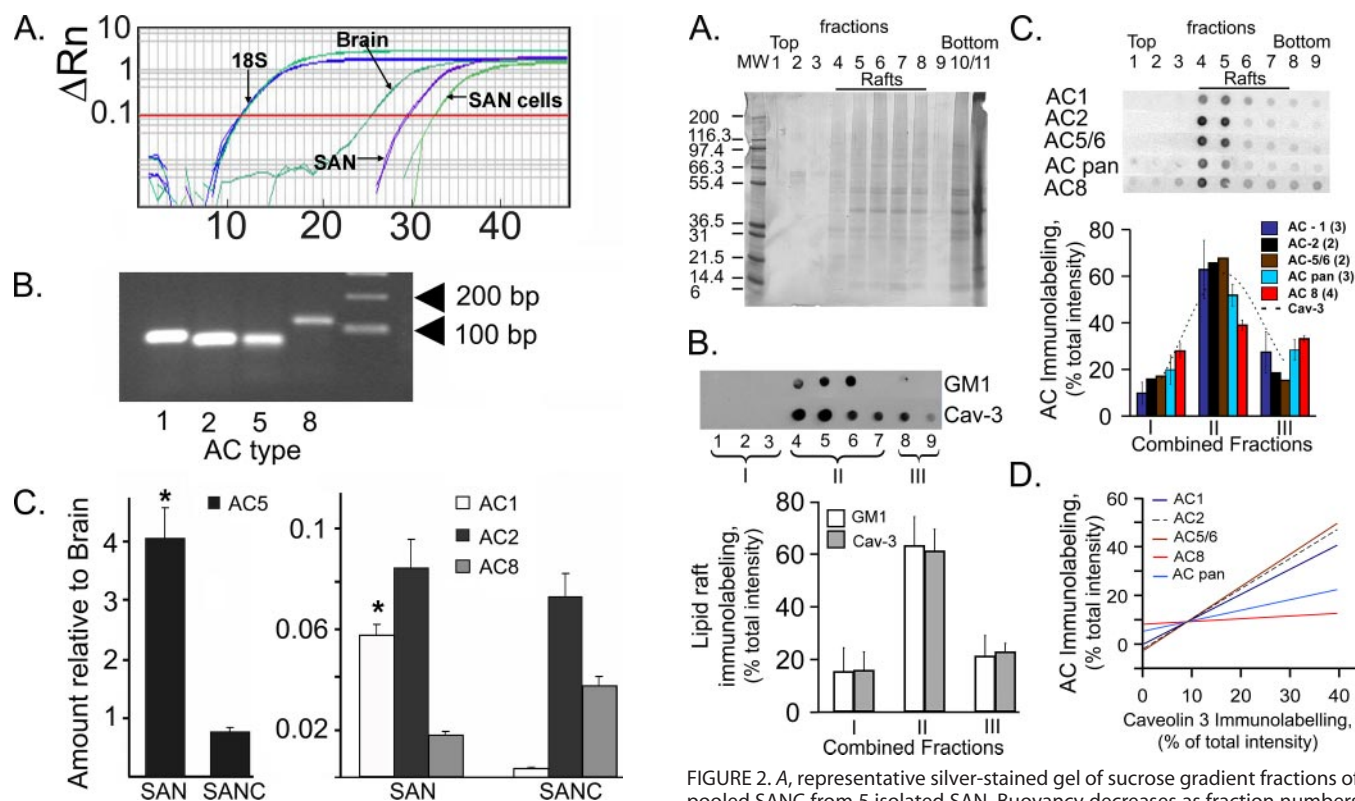 A.
10
1
0.1
ΔRn
18S
Brain
SAN cells
SAN
10 20 30 40
B.
200 bp
100 bp
1 2 5 8
AC type
C.
Amount relative to Brain
4
3
2
1
*
AC5
SAN SANC
0.1
0.06
0.02
*
AC1
AC2
AC8
SAN SANC
A.
fractions
Top Bottom
MW 1 2 3 4 5 6 7 8 9 10/11
Rafts
200
116.3
97.4
66.3
55.4
36.5
31
21.5
14.4
6
B.
GM1
Cav-3
1 2 3 4 5 6 7 8 9
I II III
Lipid raft
immunolabeling,
(% total intensity)
80
60
40
20
0
GM1
Cav-3
I II III
Combined Fractions
C.
fractions
Top Bottom
1 2 3 4 5 6 7 8 9
Rafts
AC1
AC2
AC5/6
AC pan
AC8
AC Immunolabeling,
(% total intensity)
80
60
40
20
0
AC - 1 (3)
AC-2 (2)
AC-5/6 (2)
AC pan (3)
AC 8 (4)
Cav-3
I II III
Combined Fractions
D.
AC Immunolabeling,
(% total intensity)
60
50
40
30
20
10
0
AC1
AC2
AC5/6
AC8
AC pan
0 10 20 30 40
Caveolin 3 Immunolabelling,
(% of total intensity)
FIGURE 2. A, representative silver-stained gel of sucrose gradient fractions of
pooled SANC from 5 isolated SAN. Buoyancy decreases as fraction numbers